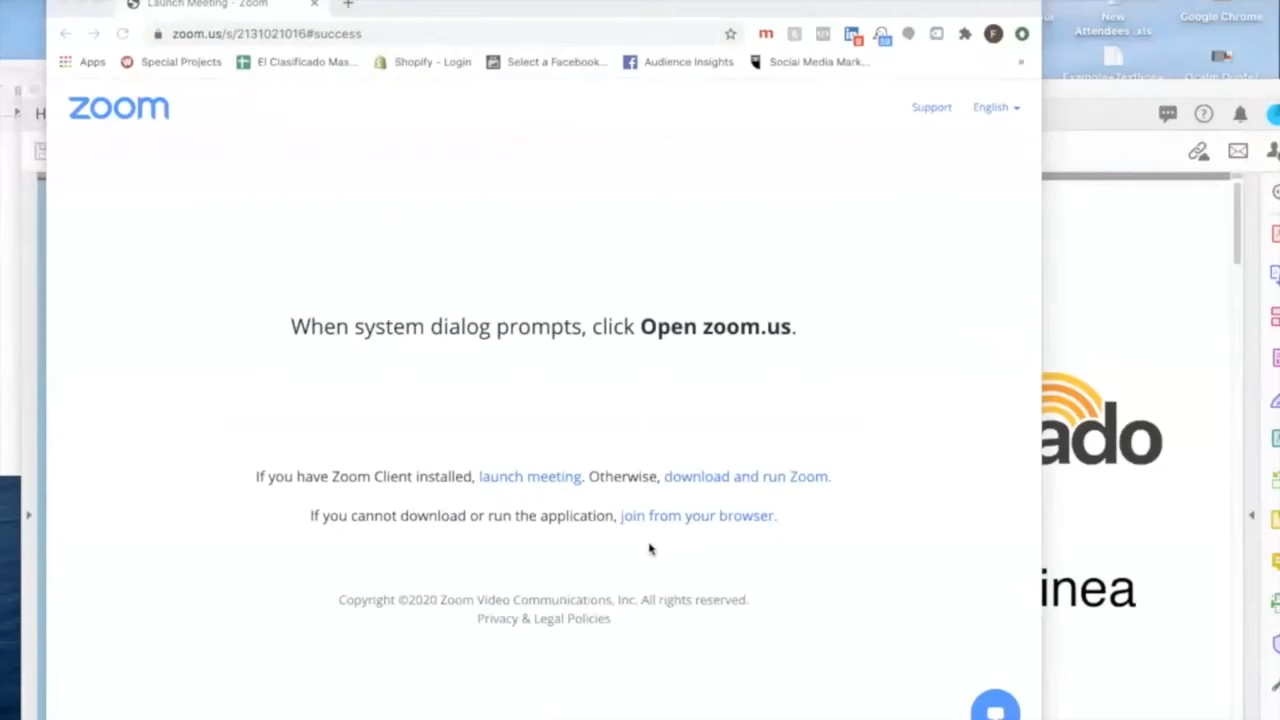 Launch Meeting - Zoom
New
Attendees .xls
Google Chrome
zoom.us/s/2131021016#success
Apps
Special Projects
El Clasificado Mas...
Shopify - Login
Select a Facebook...
Audience Insights
Social Media Mark...
»
zoom
Support
English
When system dialog prompts, click Open zoom.us.
ado
If you have Zoom Client installed, launch meeting. Otherwise, download and run Zoom.
If you cannot download or run the application, join from your browser.
inea
Copyright ©2020 Zoom Video Communications, Inc. All rights reserved.
Privacy & Legal Policies